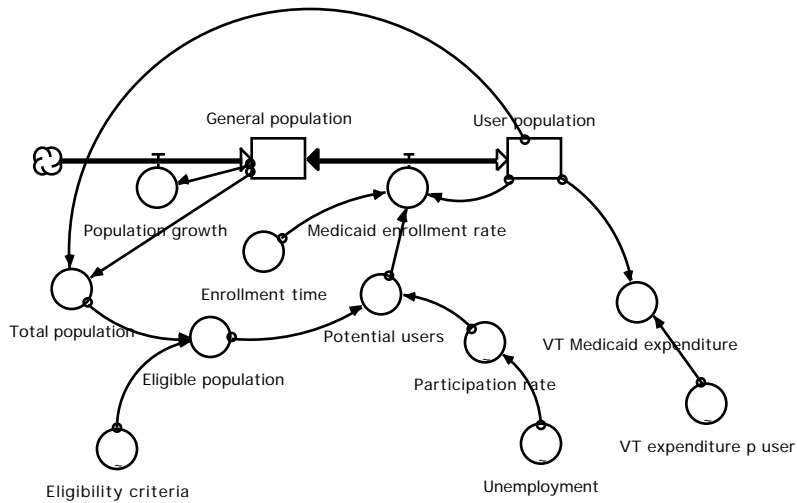 General population
User population
Population growth
Medicaid enrollment rate
Enrollment time
Total population
Potential users
VT Medicaid expenditure
Eligible population
Participation rate
VT expenditure p user
Eligibility criteria
Unemployment